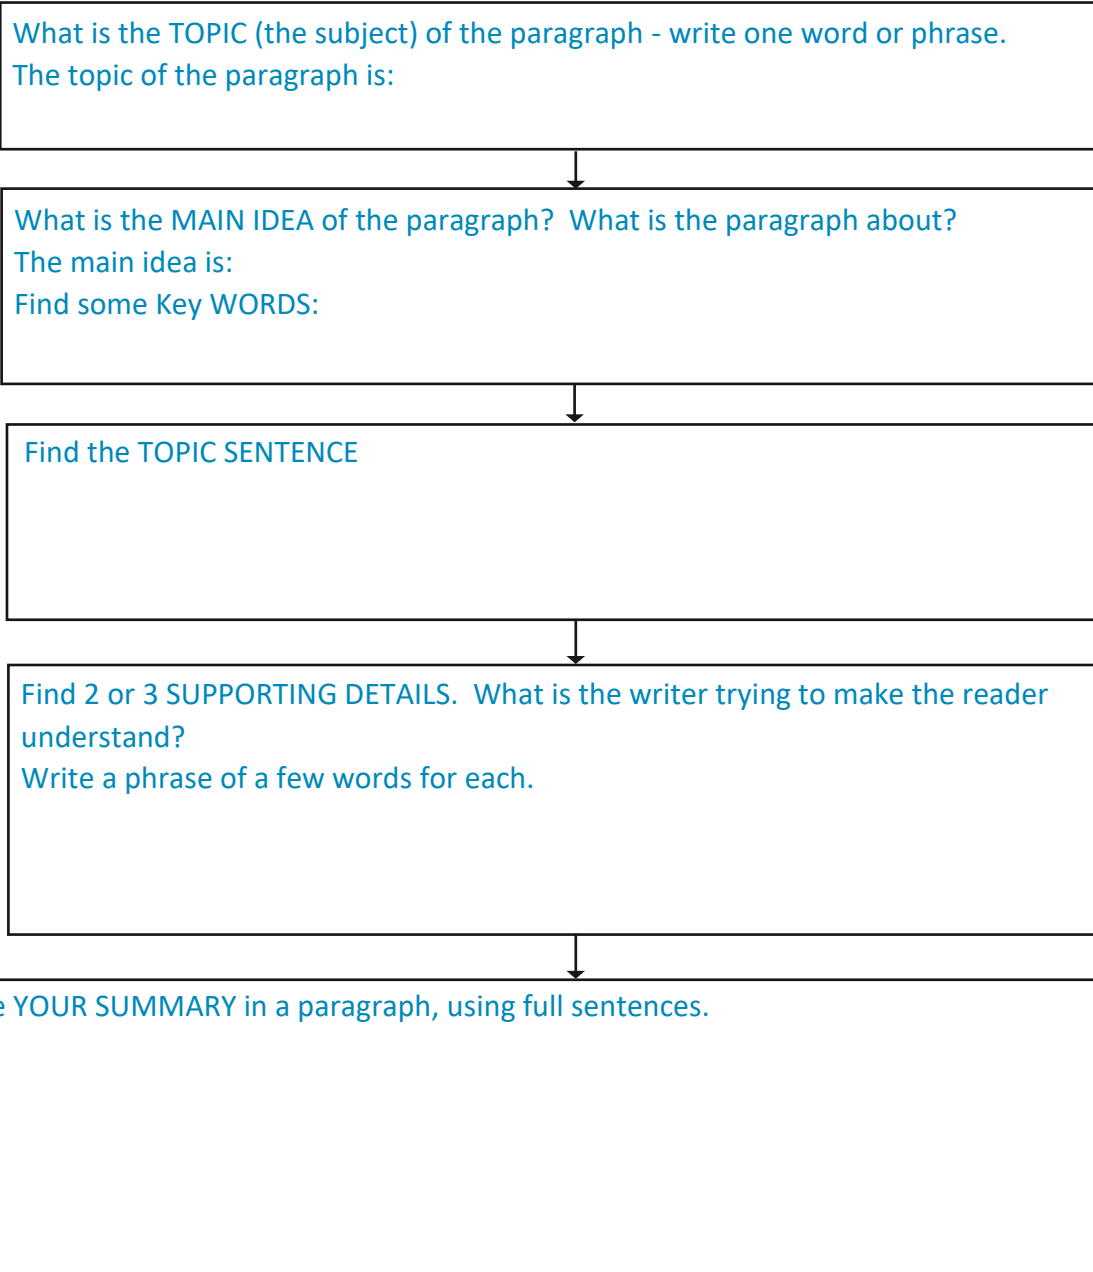 What is the TOPIC (the subject) of the paragraph - write one word or phrase.
The topic of the paragraph is:
What is the MAIN IDEA of the paragraph?  What is the paragraph about?
The main idea is:
Find some Key WORDS:
Find the TOPIC SENTENCE
Find 2 or 3 SUPPORTING DETAILS.  What is the writer trying to make the reader
understand?
Write a phrase of a few words for each.
YOUR SUMMARY in a paragraph, using full sentences.